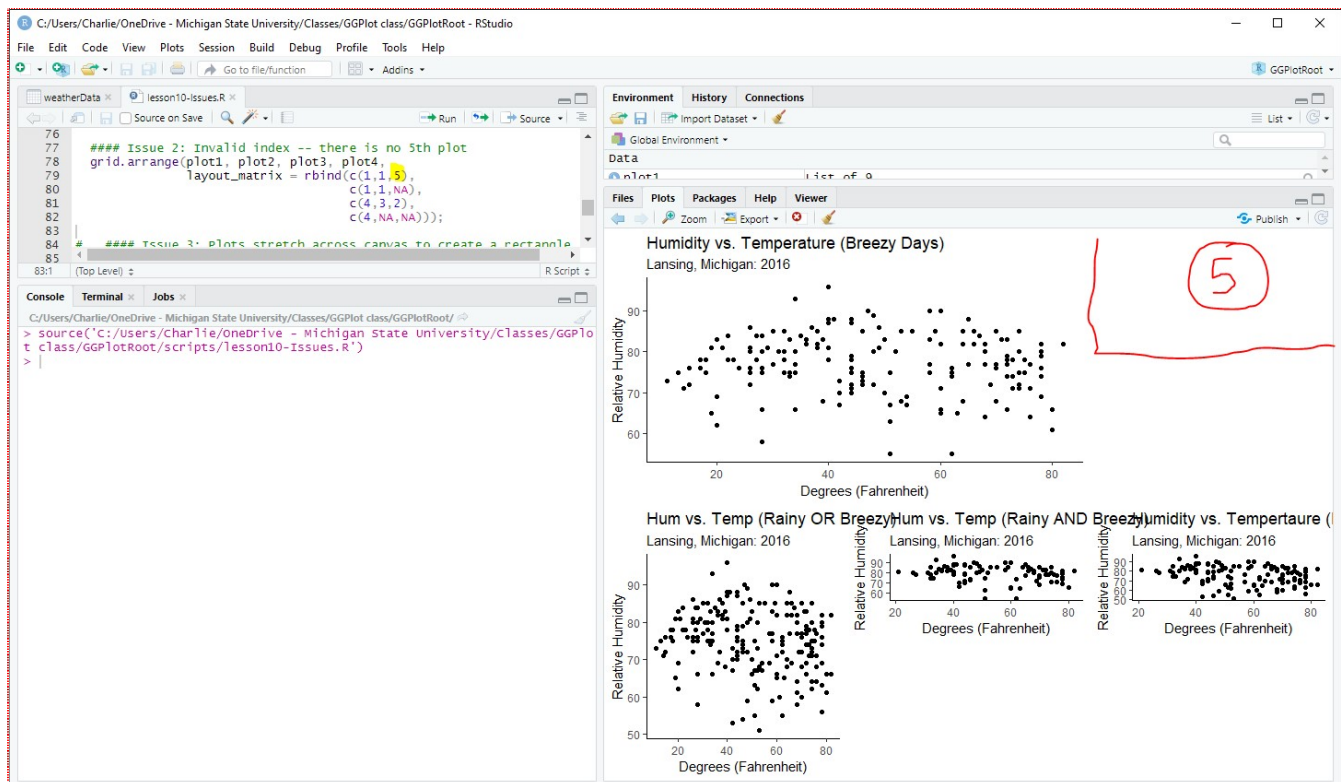 C:/Users/Charlie/OneDrive - Michigan State University/Classes/GGPlot class/GGPlotRoot - RStudio
File Edit Code View Plots Session Build Debug Profile Tools Help
Go to file/function Addins GGPlotRoot
weatherData lesson10-Issues.R
Source on Save Run Source
76
77 #### Issue 2: Invalid index -- there is no 5th plot
78 grid.arrange(plot1, plot2, plot3, plot4,
79 layout_matrix = rbind(c(1,1,5),
80 c(1,1,NA),
81 c(4,3,2),
82 c(4,NA,NA)));
83
84 # #### Issue 3: Plots stretch across canvas to create a rectangle
85
83:1 (Top Level) R Script
Console Terminal Jobs
C:/Users/Charlie/OneDrive - Michigan State University/Classes/GGPlot class/GGPlotRoot/
> source('C:/Users/Charlie/OneDrive - Michigan State University/Classes/GGPlo
t class/GGPlotRoot/scripts/lesson10-Issues.R')
>
Environment History Connections
Import Dataset List
Global Environment
Data
plot1 List of 9
Files Plots Packages Help Viewer
Zoom Export Publish
Humidity vs. Temperature (Breezy Days)
Lansing, Michigan: 2016
Relative Humidity
90
80
70
60
20 40 60 80
Degrees (Fahrenheit)
5
Hum vs. Temp (Rainy OR Breezy)
Lansing, Michigan: 2016
Relative Humidity
90
80
70
60
50
20 40 60 80
Degrees (Fahrenheit)
Hum vs. Temp (Rainy AND Breezy)
Lansing, Michigan: 2016
Relative Humidity
90
80
70
60
20 40 60 80
Degrees (Fahrenheit)
Humidity vs. Tempertaure (
Lansing, Michigan: 2016
Relative Humidity
90
80
70
60
50
20 40 60 80
Degrees (Fahrenheit)